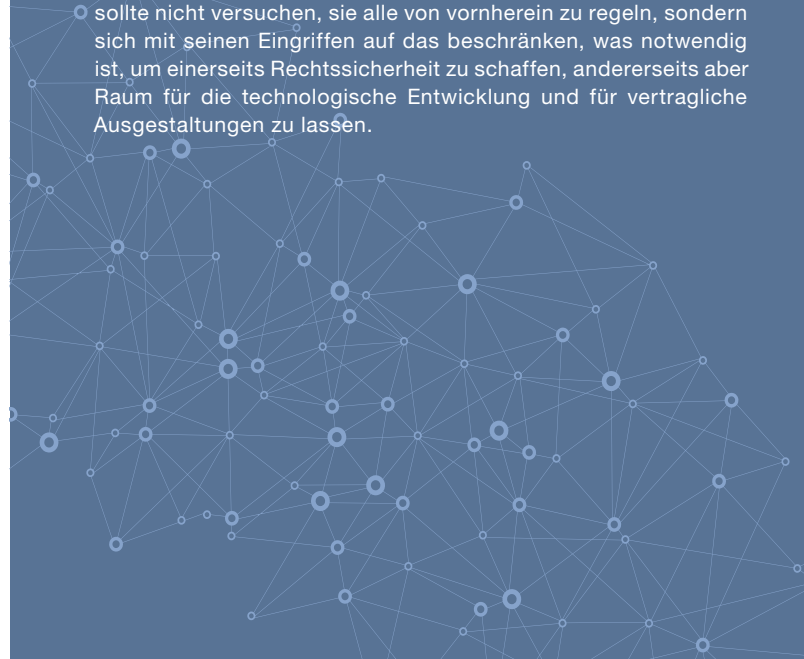 sollte nicht versuchen, sie alle von vornherein zu regeln, sondern
sich mit seinen Eingriffen auf das beschränken, was notwendig
ist, um einerseits Rechtssicherheit zu schaffen, andererseits aber
Raum für die technologische Entwicklung und für vertragliche
Ausgestaltungen zu lassen.